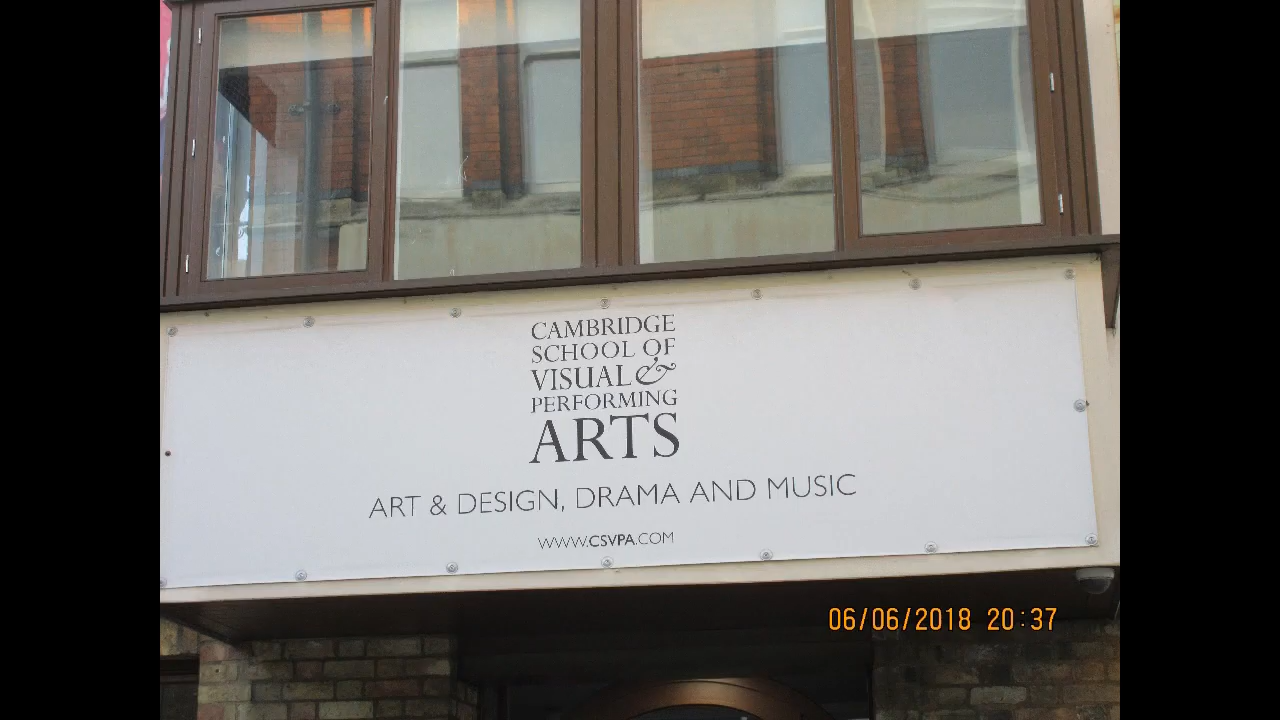 CAMBRIDGE
SCHOOL OF
VISUAL &
PERFORMING
ARTS
ART & DESIGN, DRAMA AND MUSIC
WWW.CSVPA.COM
06/06/2018 20:37